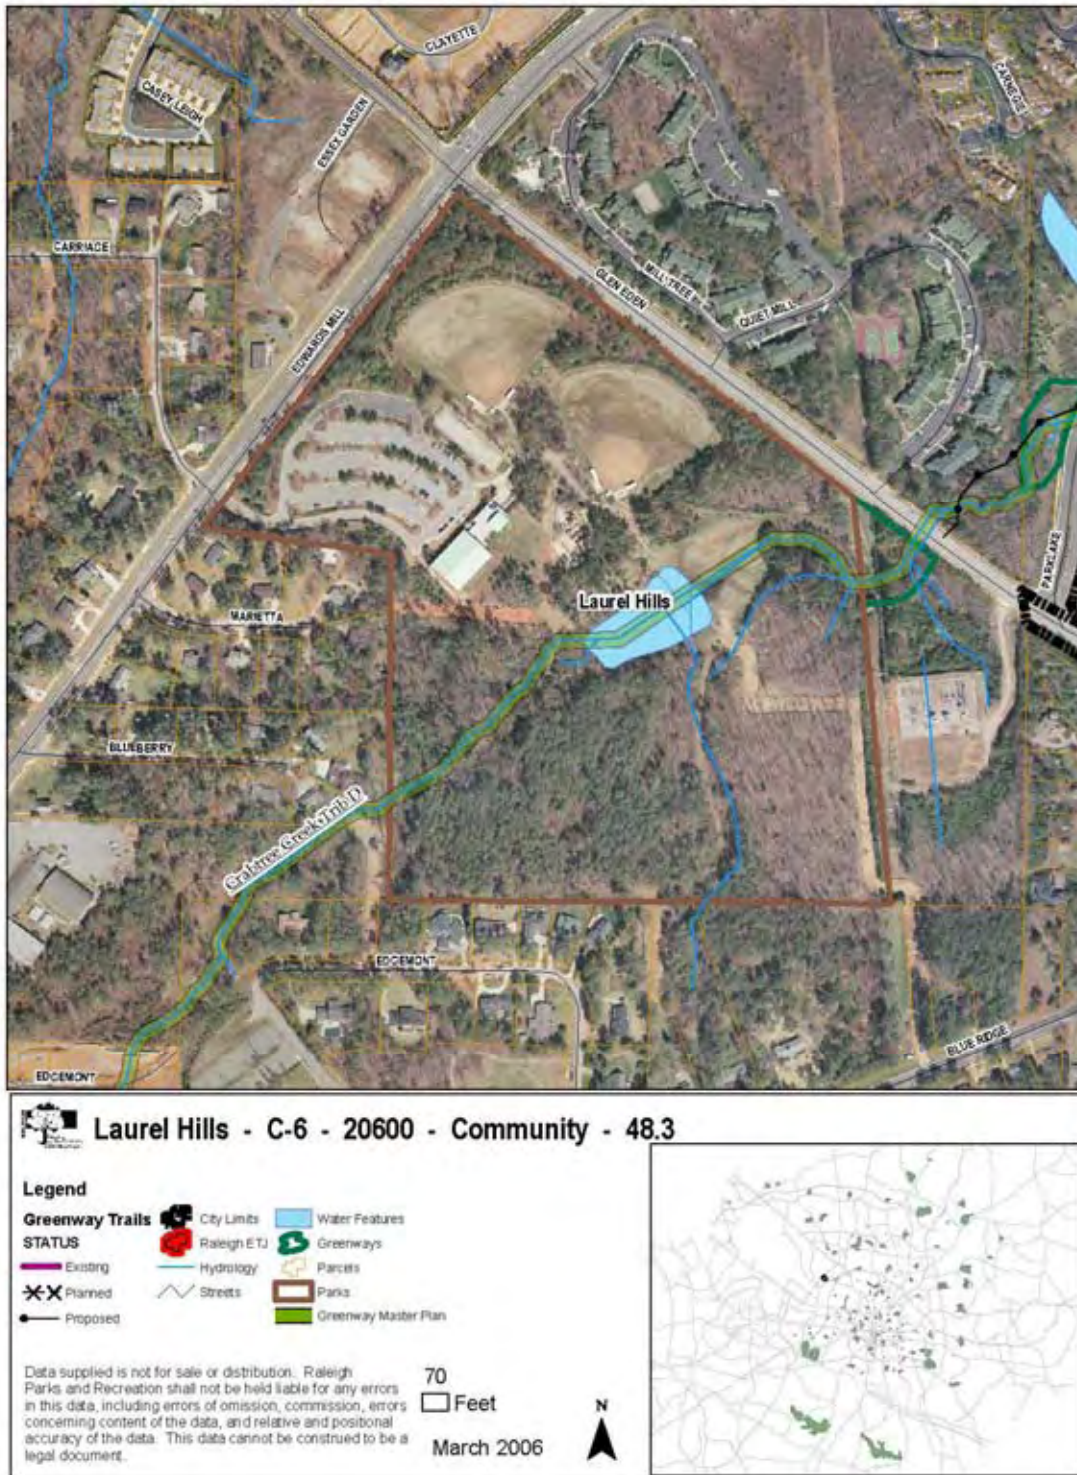 CLAYETTE
CASEY LEIGH
ESSEX GARDEN
CARNEGIE
CARRIAGE
EDWARDS MILL
GLEN EDEN
MILL TREE
QUIET MILL
PARKLAKE
Laurel Hills
MARIETTA
BLUEBERRY
Crabtree Creek Trib D
EDGEMONT
BLUE RIDGE
EDGEMONT
Laurel Hills - C-6 - 20600 - Community - 48.3
Legend
Greenway Trails
STATUS
Existing
Planned
Proposed
City Limits
Raleigh ETJ
Hydrology
Streets
Water Features
Greenways
Parcels
Parks
Greenway Master Plan
Data supplied is not for sale or distribution. Raleigh
Parks and Recreation shall not be held liable for any errors
in this data, including errors of omission, commission, errors
concerning content of the data, and relative and positional
accuracy of the data. This data cannot be construed to be a
legal document.
70
Feet
March 2006
N